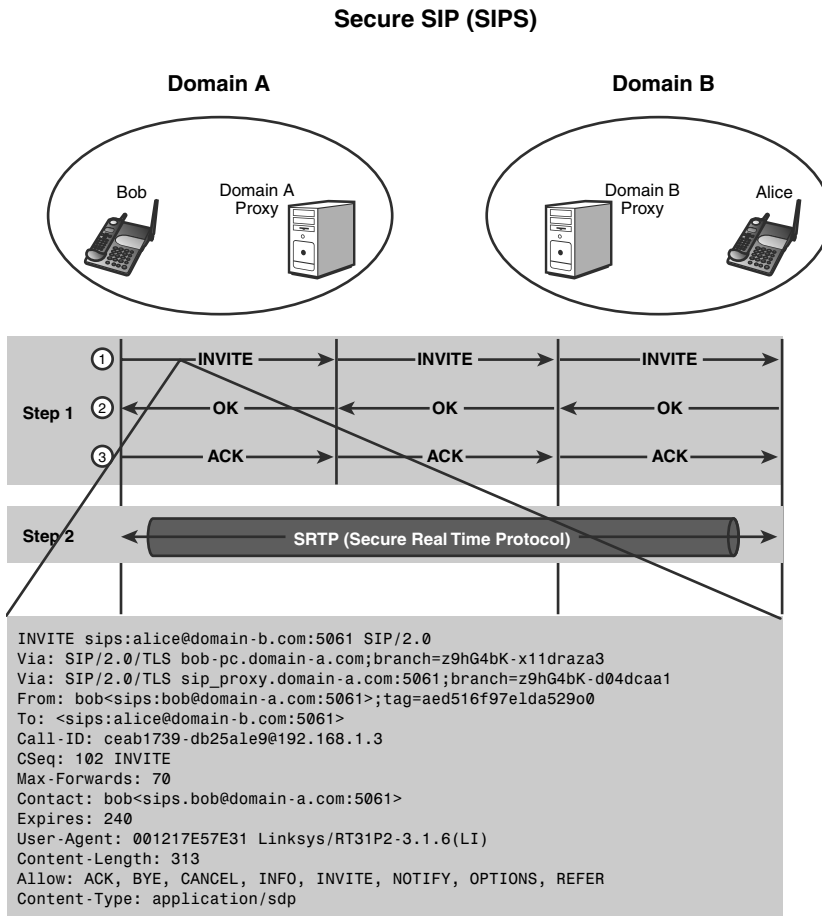 Secure SIP (SIPS)
Domain A
Domain B
Bob
Domain A
Proxy
Domain B
Proxy
Alice
Step 1
1
INVITE
INVITE
INVITE
2
OK
OK
OK
3
ACK
ACK
ACK
Step 2
SRTP (Secure Real Time Protocol)
INVITE sips:alice@domain-b.com:5061 SIP/2.0
Via: SIP/2.0/TLS bob-pc.domain-a.com;branch=z9hG4bK-x11draza3
Via: SIP/2.0/TLS sip_proxy.domain-a.com:5061;branch=z9hG4bK-d04dcaa1
From: bob<sips:bob@domain-a.com:5061>;tag=aed516f97elda529o0
To: <sips:alice@domain-b.com:5061>
Call-ID: ceab1739-db25ale9@192.168.1.3
CSeq: 102 INVITE
Max-Forwards: 70
Contact: bob<sips.bob@domain-a.com:5061>
Expires: 240
User-Agent: 001217E57E31 Linksys/RT31P2-3.1.6(LI)
Content-Length: 313
Allow: ACK, BYE, CANCEL, INFO, INVITE, NOTIFY, OPTIONS, REFER
Content-Type: application/sdp